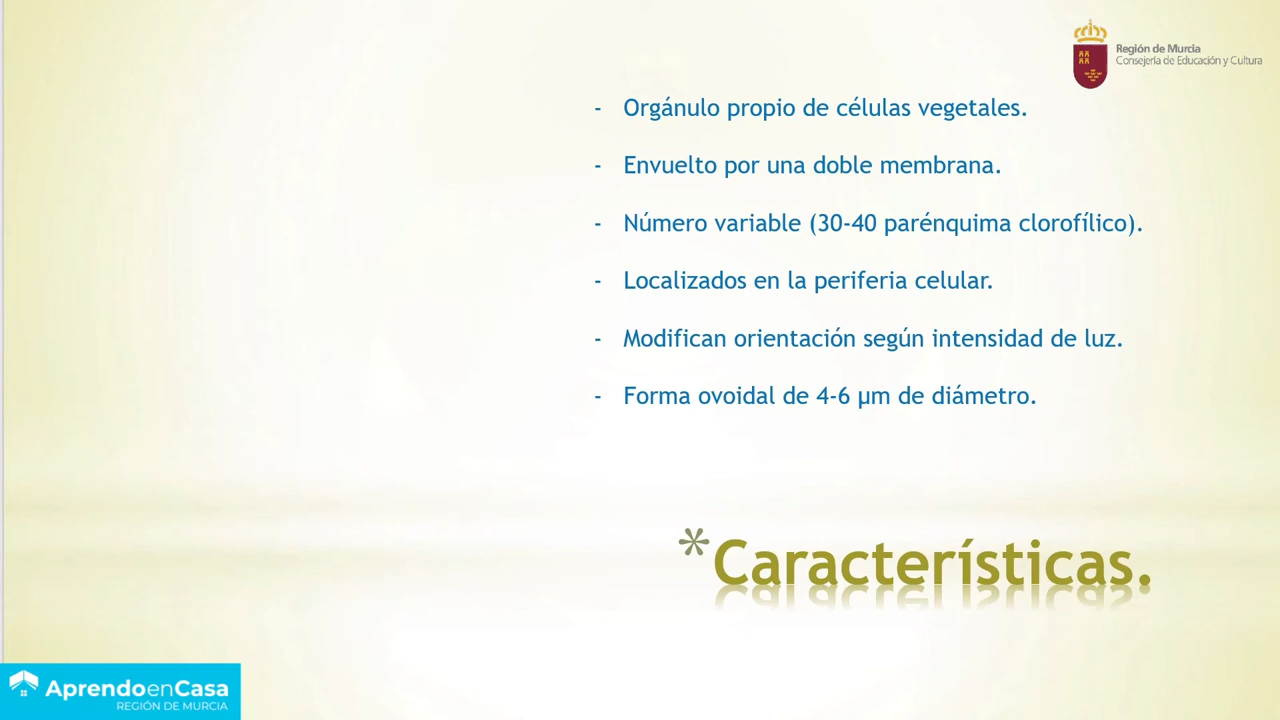 Región de Murcia
Consejería de Educación y Cultura
- Orgánulo propio de células vegetales.
- Envuelto por una doble membrana.
- Número variable (30-40 parénquima clorofílico).
- Localizados en la periferia celular.
- Modifican orientación según intensidad de luz.
- Forma ovoidal de 4-6 µm de diámetro.
*Características.
AprendoenCasa
REGIÓN DE MURCIA